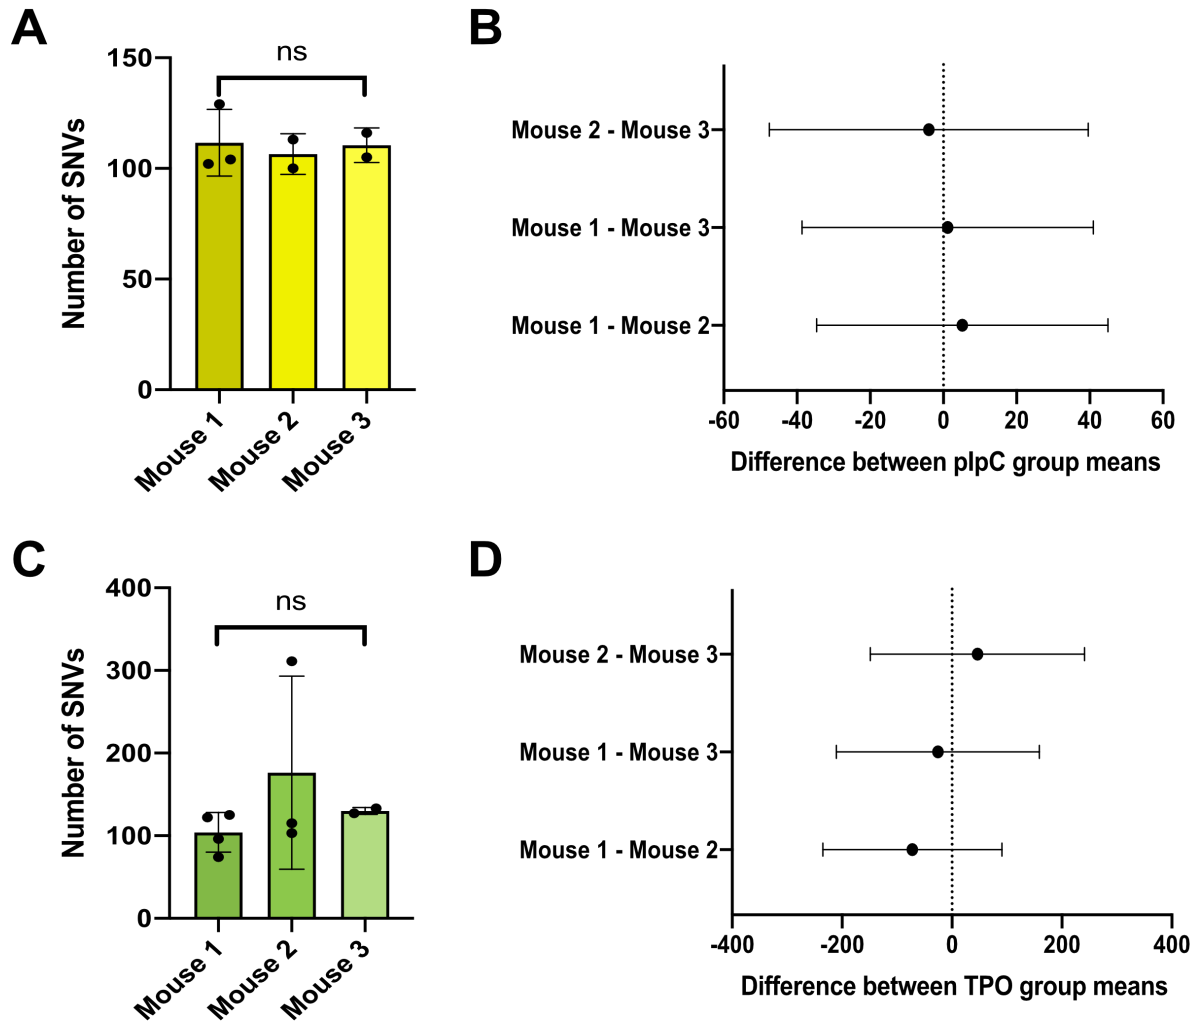 A
ns
150
100
50
0
Number of SNVs
Mouse 1
Mouse 2
Mouse 3
B
Mouse 2 - Mouse 3
Mouse 1 - Mouse 3
Mouse 1 - Mouse 2
-60 -40 -20 0 20 40 60
Difference between pIpC group means
C
ns
400
300
200
100
0
Number of SNVs
Mouse 1
Mouse 2
Mouse 3
D
Mouse 2 - Mouse 3
Mouse 1 - Mouse 3
Mouse 1 - Mouse 2
-400 -200 0 200 400
Difference between TPO group means